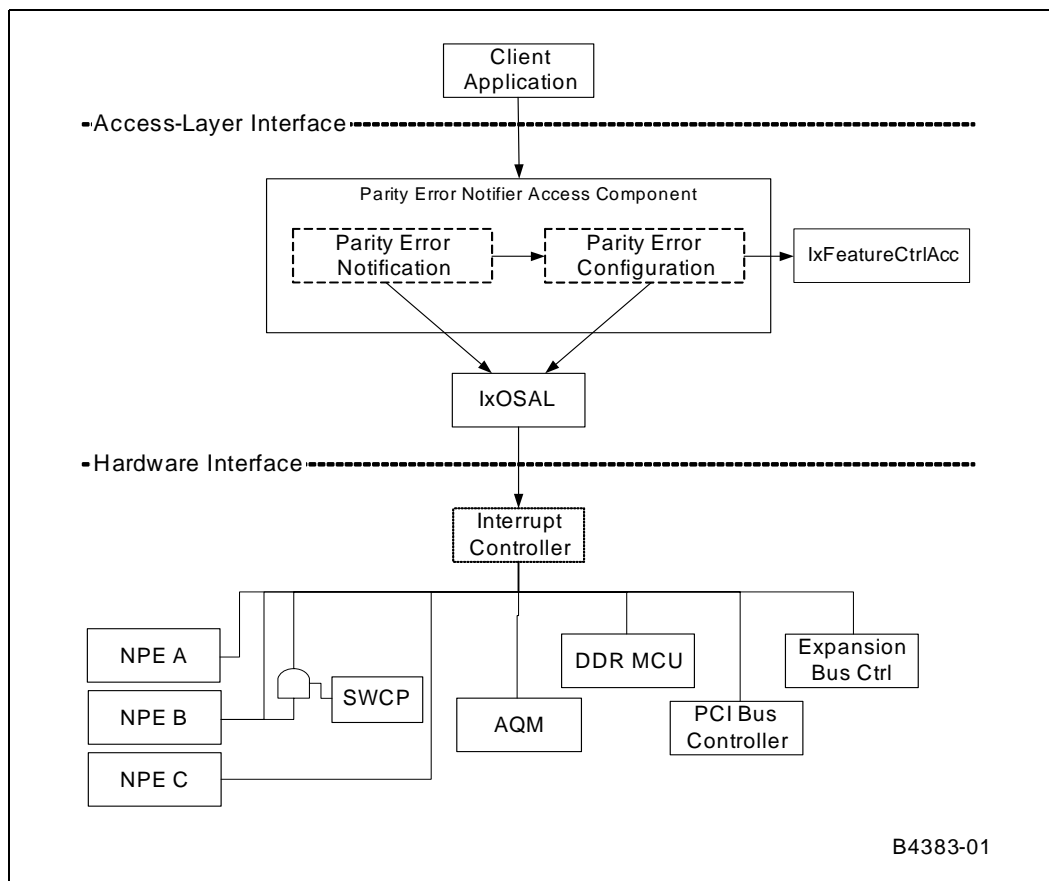 Client
Application
Access-Layer Interface
Parity Error Notifier Access Component
Parity Error
Notification
Parity Error
Configuration
IxFeatureCtrlAcc
IxOSAL
Hardware Interface
Interrupt
Controller
NPE A
NPE B
NPE C
SWCP
AQM
DDR MCU
PCI Bus
Controller
Expansion
Bus Ctrl
B4383-01